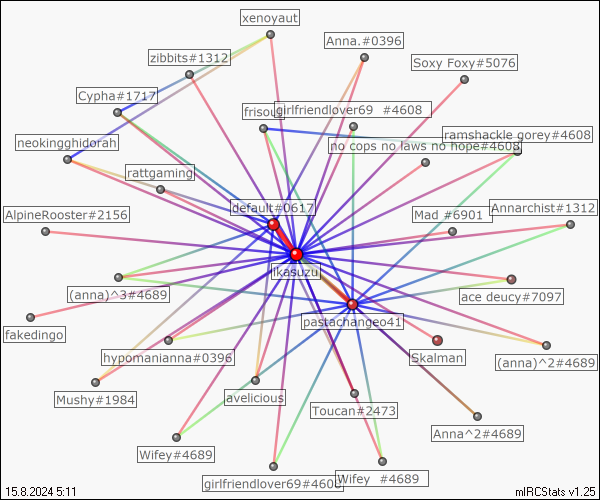 xenoyaut
Anna.#0396
zibbits#1312
Soxy Foxy#5076
Cypha#1717
girlfriendlover69 #4608
ramshackle gorey#4608
neokingghidorah
no cops no laws no hope#4608
rattgaming
default#0617
AlpineRooster#2156
Mad #6901
Annarchist#1312
ikasuzu
(anna)^3#4689
ace deucy#7097
pastachangeo41
fakedingo
hypomanianna#0396
Skalman
(anna)^2#4689
Mushy#1984
avelicious
Toucan#2473
Anna^2#4689
Wifey#4689
girlfriendlover69#4608
Wifey #4689
15.8.2024 5:11
mIRCStats v1.25